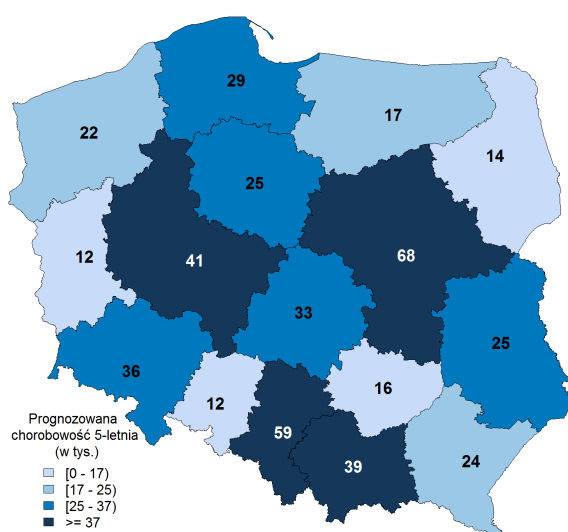 29
22
17
14
25
12
41
68
33
25
36
12
16
59
39
24
Prognozowana
chorobowość 5-letnia
(w tys.)
[0 - 17)
[17 - 25)
[25 - 37)
>= 37